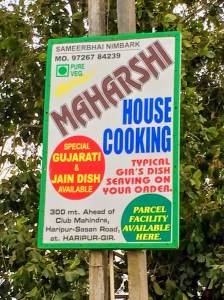 SAMEERBHAI NIMBARK
MO. 97267 84239
PURE
VEG.
MAHARSHI
HOUSE
COOKING
SPECIAL
GUJARATI
&
JAIN DISH
AVAILABLE
TYPICAL
GIR'S DISH
SERVING ON
YOUR ORDER.
300 mt. Ahead of
Club Mahindra,
Haripur-Sasan Road,
at. HARIPUR-GIR.
PARCEL
FACILITY
AVAILABLE
HERE.